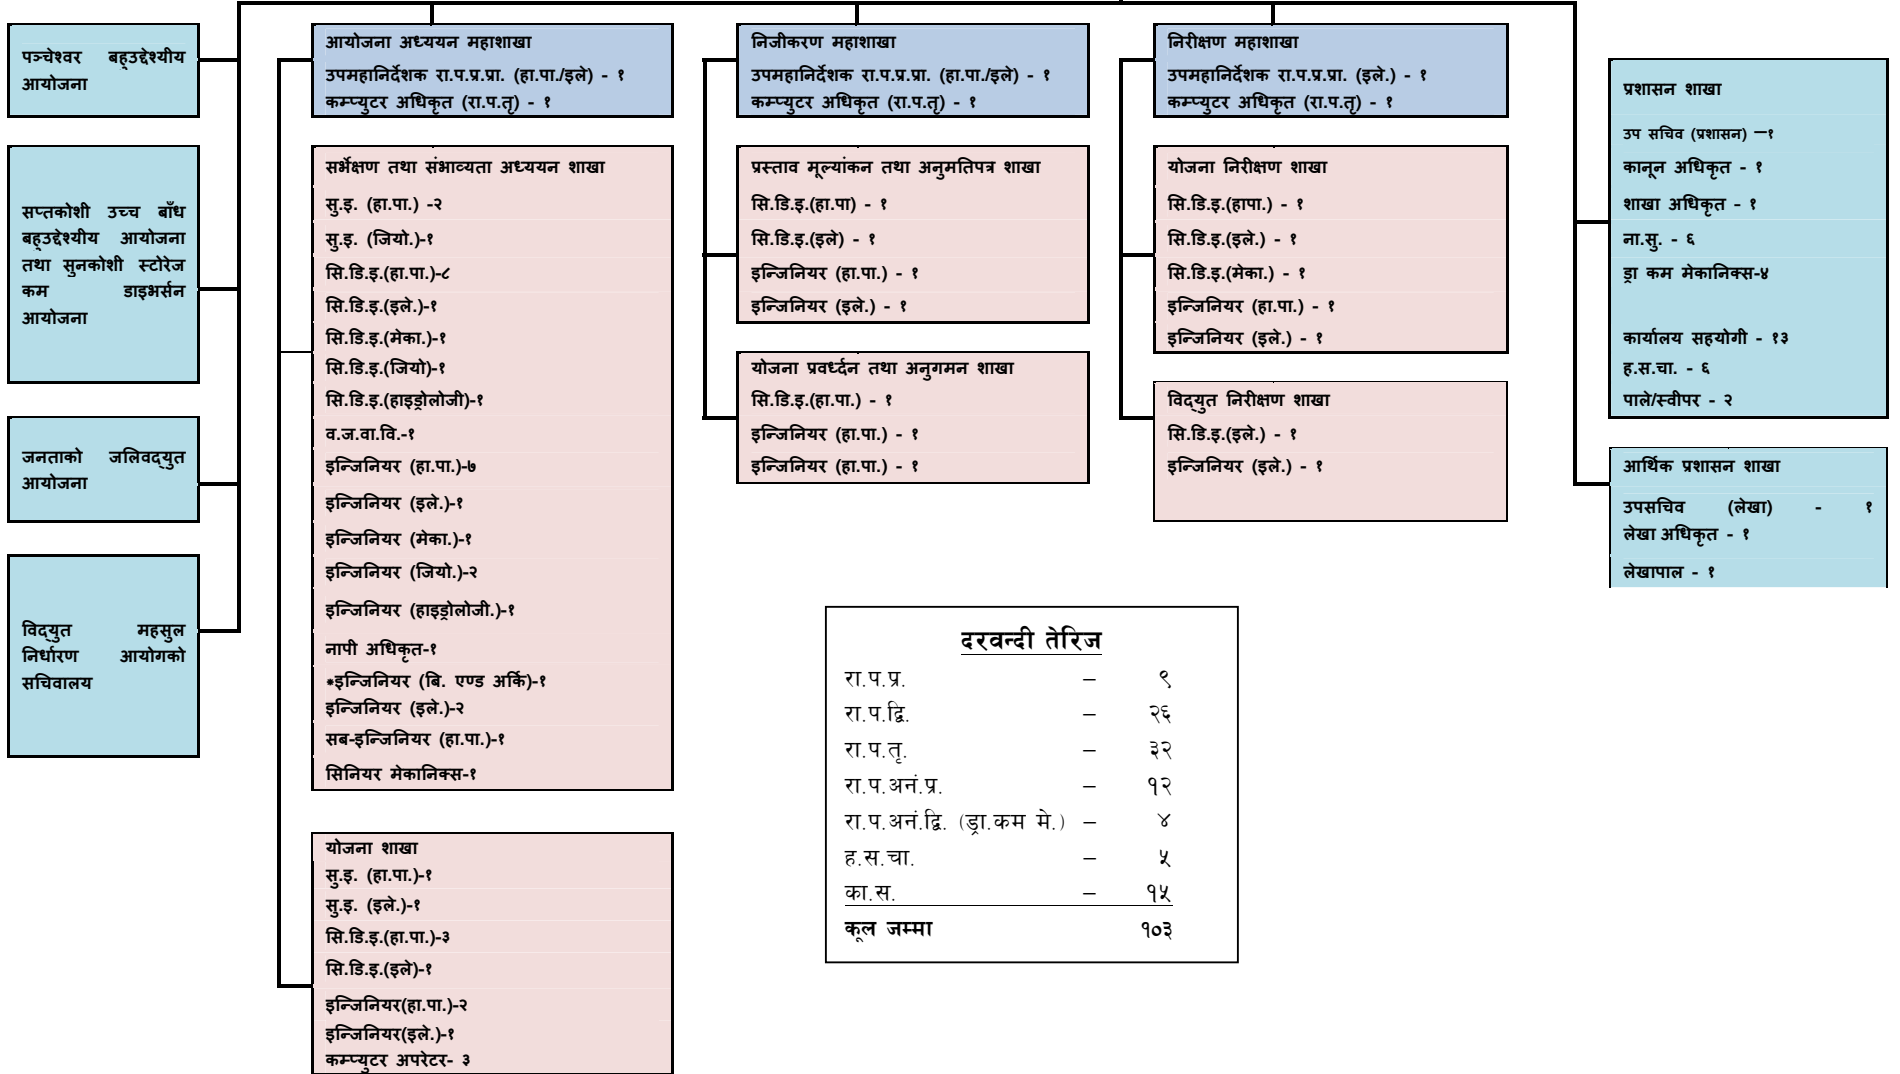 पञ्चेश्वर बहुउद्देश्यीय
आयोजना
सप्तकोशी उच्च बाँध
बहुउद्देश्यीय आयोजना
तथा सुनकोशी स्टोरेज
कम डाइभर्सन
आयोजना
जनताको जलिवद्युत
आयोजना
विद्युत महसुल
निर्धारण आयोगको
सचिवालय
आयोजना अध्ययन महाशाखा
उपमहानिर्देशक रा.प.प्र.प्रा. (हा.पा./इले) - १
कम्प्युटर अधिकृत (रा.प.तृ) - १
सर्भेक्षण तथा संभाव्यता अध्ययन शाखा
सु.इ. (हा.पा.) -२
सु.इ. (जियो.)-१
सि.डि.इ.(हा.पा.)-८
सि.डि.इ.(इले.)-१
सि.डि.इ.(मेका.)-१
सि.डि.इ.(जियो)-१
सि.डि.इ.(हाइड्रोलोजी)-१
व.ज.वा.वि.-१
इन्जिनियर (हा.पा.)-७
इन्जिनियर (इले.)-१
इन्जिनियर (मेका.)-१
इन्जिनियर (जियो.)-२
इन्जिनियर (हाइड्रोलोजी.)-१
नापी अधिकृत-१
*इन्जिनियर (बि. एण्ड अर्कि)-१
इन्जिनियर (इले.)-२
सब-इन्जिनियर (हा.पा.)-१
सिनियर मेकानिक्स-१
योजना शाखा
सु.इ. (हा.पा.)-१
सु.इ. (इले.)-१
सि.डि.इ.(हा.पा.)-३
सि.डि.इ.(इले)-१
इन्जिनियर(हा.पा.)-२
इन्जिनियर(इले.)-१
कम्प्युटर अपरेटर- ३
निजीकरण महाशाखा
उपमहानिर्देशक रा.प.प्र.प्रा. (हा.पा./इले) - १
कम्प्युटर अधिकृत (रा.प.तृ) - १
प्रस्ताव मूल्यांकन तथा अनुमतिपत्र शाखा
सि.डि.इ.(हा.पा) - १
सि.डि.इ.(इले) - १
इन्जिनियर (हा.पा.) - १
इन्जिनियर (इले.) - १
योजना प्रवर्ध्दन तथा अनुगमन शाखा
सि.डि.इ.(हा.पा.) - १
इन्जिनियर (हा.पा.) - १
इन्जिनियर (हा.पा.) - १
निरीक्षण महाशाखा
उपमहानिर्देशक रा.प.प्र.प्रा. (इले.) - १
कम्प्युटर अधिकृत (रा.प.तृ) - १
योजना निरीक्षण शाखा
सि.डि.इ.(हापा.) - १
सि.डि.इ.(इले.) - १
सि.डि.इ.(मेका.) - १
इन्जिनियर (हा.पा.) - १
इन्जिनियर (इले.) - १
विद्युत निरीक्षण शाखा
सि.डि.इ.(इले.) - १
इन्जिनियर (इले.) - १
प्रशासन शाखा
उप सचिव (प्रशासन) –१
कानून अधिकृत - १
शाखा अधिकृत - १
ना.सु. - ६
ड्रा कम मेकानिक्स-४
कार्यालय सहयोगी - १३
ह.स.चा. - ६
पाले/स्वीपर - २
आर्थिक प्रशासन शाखा
उपसचिव (लेखा) - १
लेखा अधिकृत - १
लेखापाल - १
दरवन्दी तेरिज
रा.प.प्र. – ९
रा.प.द्वि. – २६
रा.प.तृ. – ३२
रा.प.अनं.प्र. – १२
रा.प.अनं.द्वि. (ड्रा.कम मे.) – ४
ह.स.चा. – ५
का.स. – १५
कूल जम्मा १०३